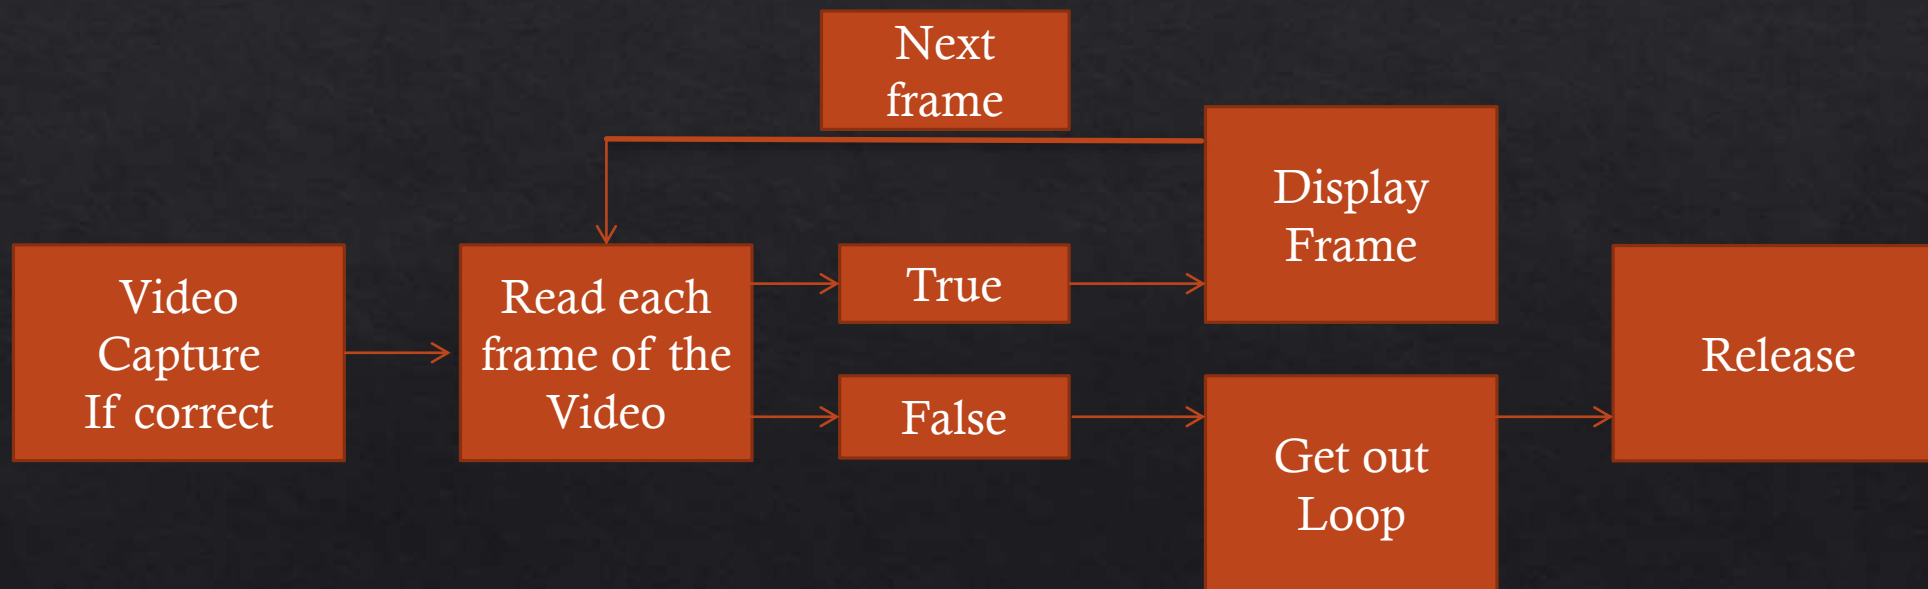 Next
frame
Display
Frame
Video
Capture
If correct
Read each
frame of the
Video
True
False
Get out
Loop
Release